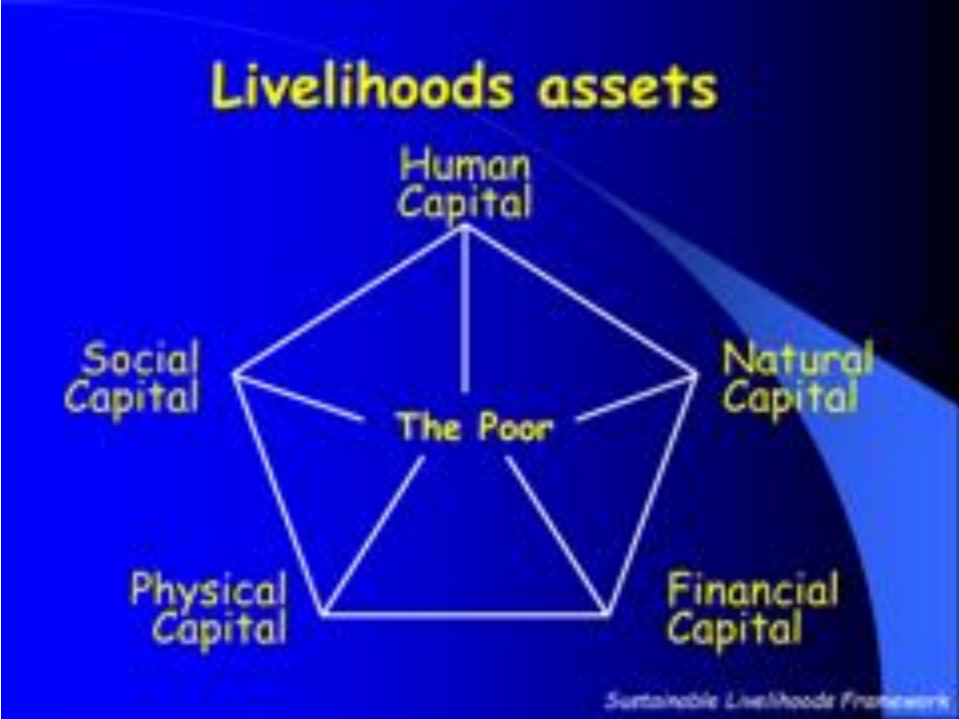 Livelihoods assets
Human
Capital
Social
Capital
Natural
Capital
The Poor
Physical
Capital
Financial
Capital
Sustainable Livelihoods Framework